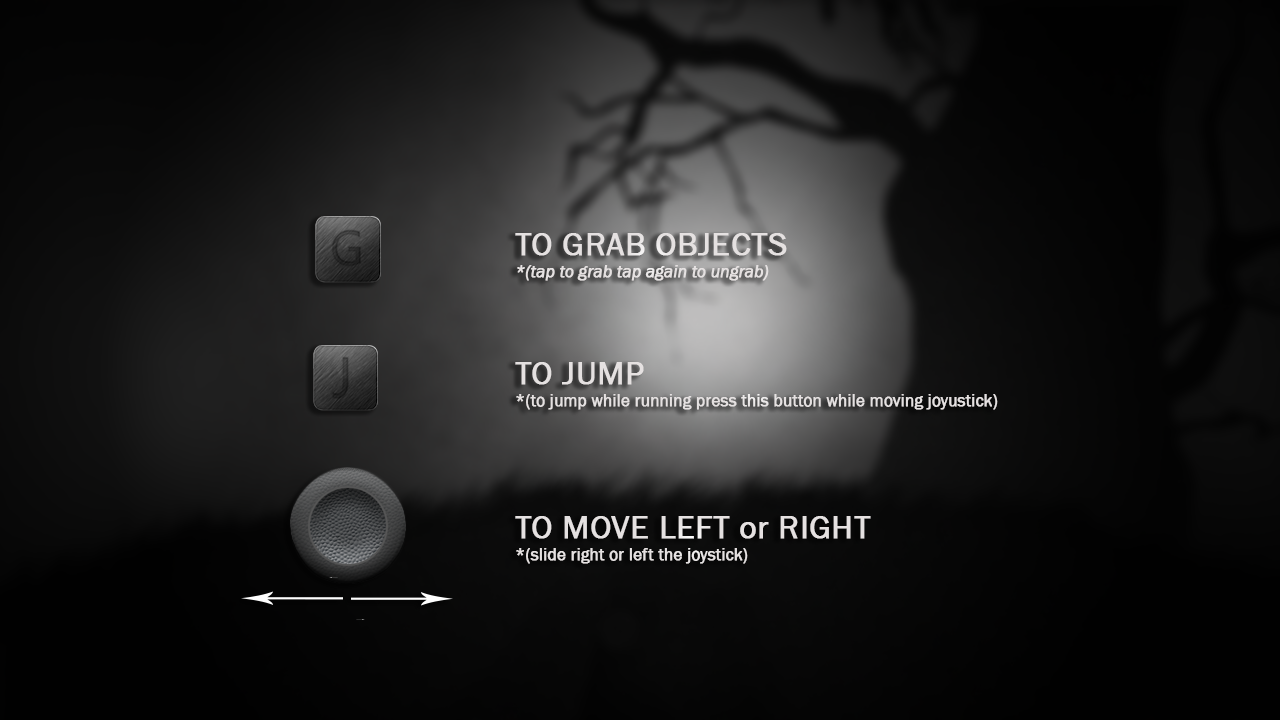 G
TO GRAB OBJECTS
*(tap to grab tap again to ungrab)
J
TO JUMP
*(to jump while running press this button while moving joyustick)
TO MOVE LEFT or RIGHT
*(slide right or left the joystick)